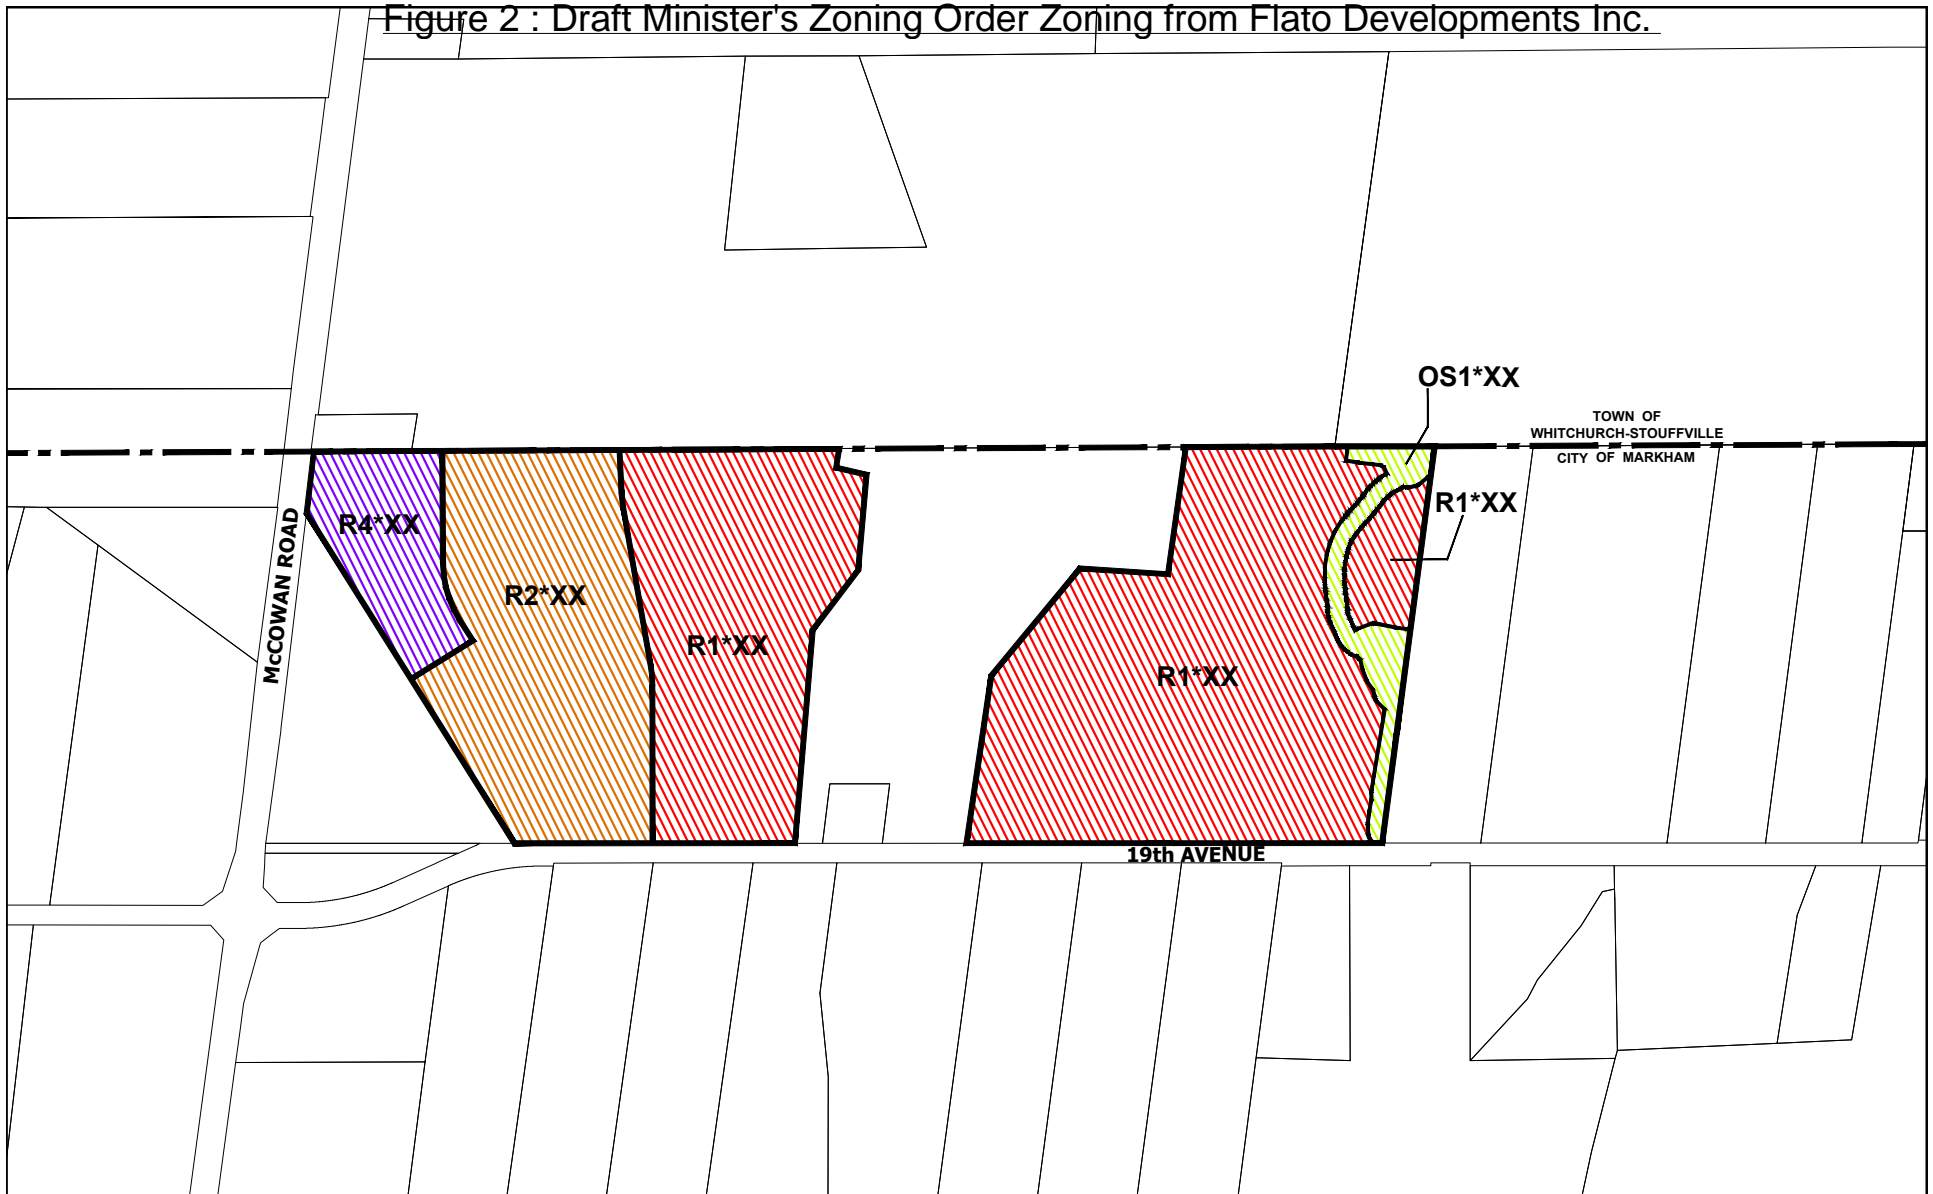 Figure 2 : Draft Minister's Zoning Order Zoning from Flato Developments Inc.
OS1*XX
TOWN OF
WHITCHURCH-STOUFFVILLE
CITY OF MARKHAM
R1*XX
R4*XX
McCOWAN ROAD
R2*XX
R1*XX
R1*XX
19th AVENUE